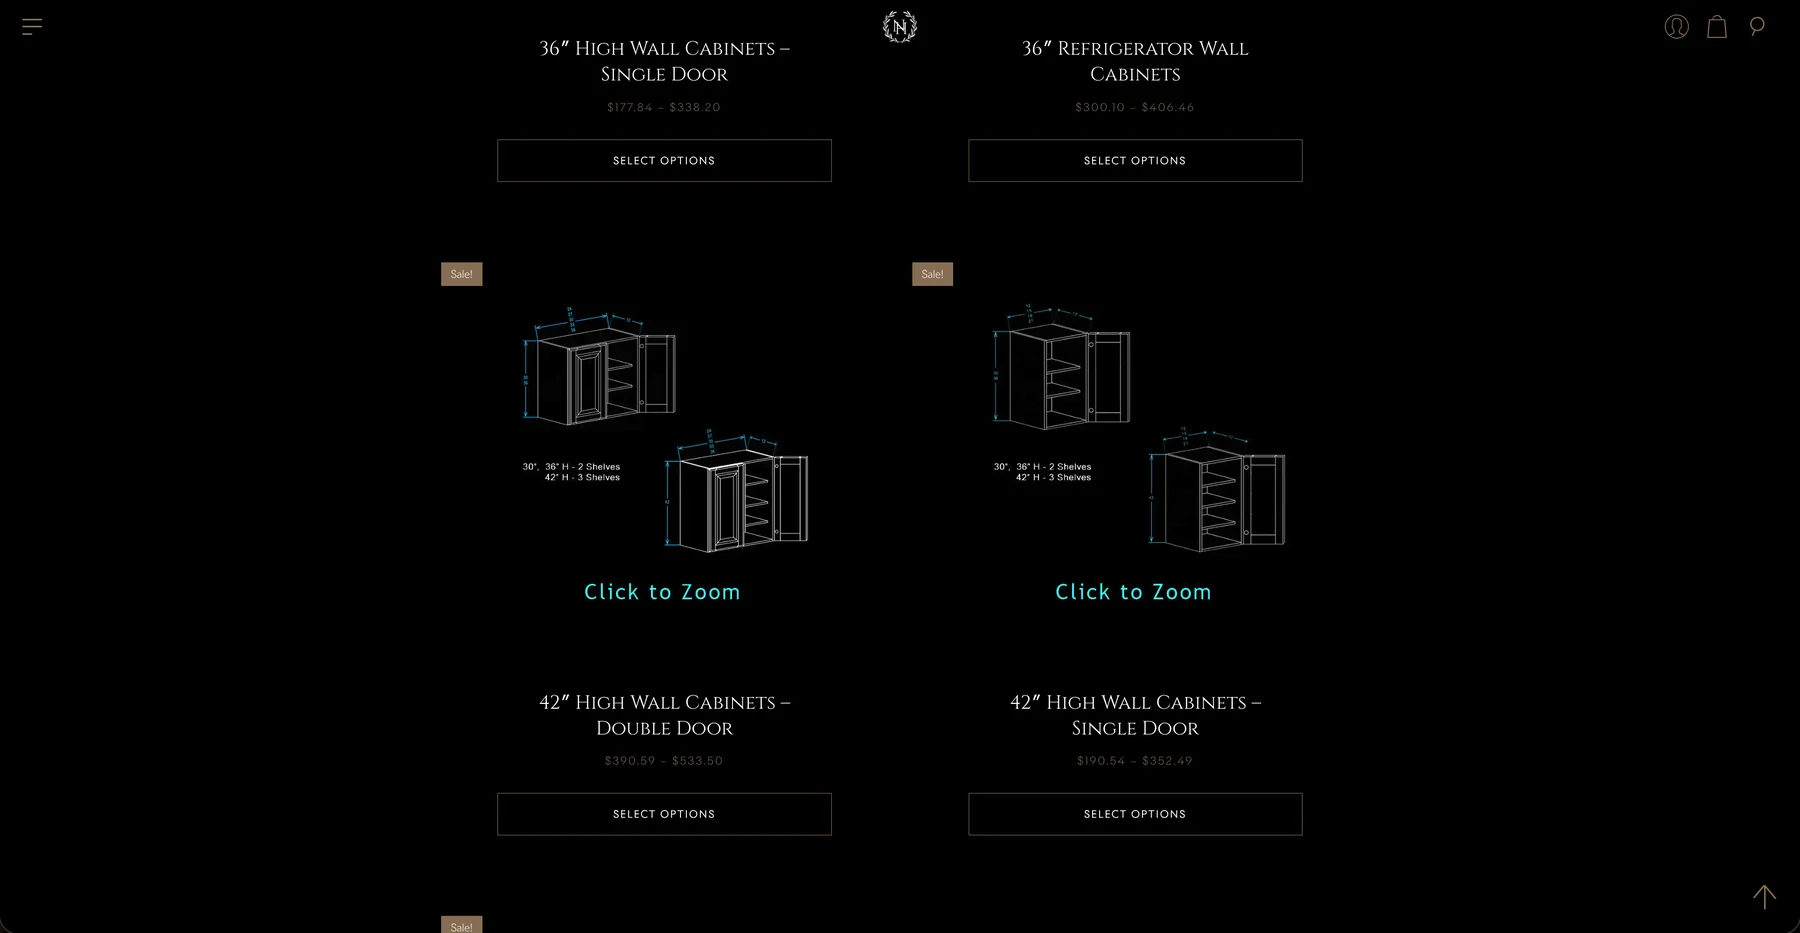 36″ High Wall Cabinets –
Single Door
$177.84 – $338.20
SELECT OPTIONS
36″ Refrigerator Wall
Cabinets
$300.10 – $406.46
SELECT OPTIONS
Sale!
30", 36" H - 2 Shelves
42" H - 3 Shelves
Click to Zoom
42″ High Wall Cabinets –
Double Door
$390.59 – $533.50
SELECT OPTIONS
Sale!
30", 36" H - 2 Shelves
42" H - 3 Shelves
Click to Zoom
42″ High Wall Cabinets –
Single Door
$190.54 – $352.49
SELECT OPTIONS
Sale!